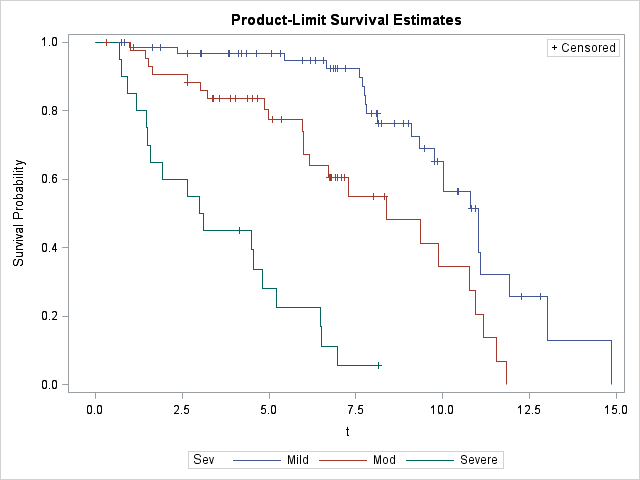 Product-Limit Survival Estimates
+ Censored
Survival Probability
1.0
0.8
0.6
0.4
0.2
0.0
0.0 2.5 5.0 7.5 10.0 12.5 15.0
t
Sev Mild Mod Severe